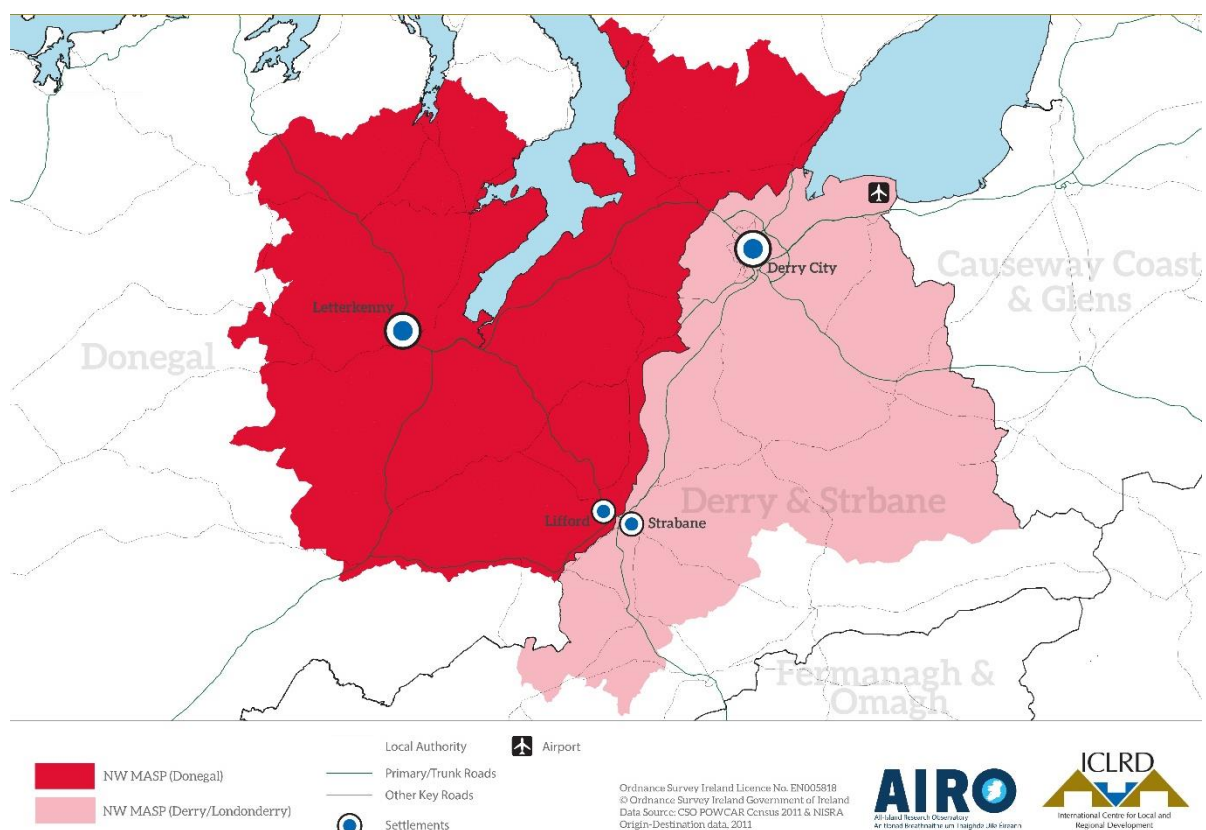 Causeway Coast
& Glens
Derry City
Letterkenny
Donegal
Derry & Strbane
Lifford
Strabane
Fermanagh &
Omagh
NW MASP (Donegal)
NW MASP (Derry/Londonderry)
Local Authority
Primary/Trunk Roads
Other Key Roads
Settlements
Airport
Ordnance Survey Ireland Licence No. EN005818
© Ordnance Survey Ireland Government of Ireland
Data Source: CSO POWCAR Census 2011 & NISRA
Origin-Destination data, 2011
AIRO
All-Island Research Observatory
ICLRD
International Centre for Local and
Regional Development